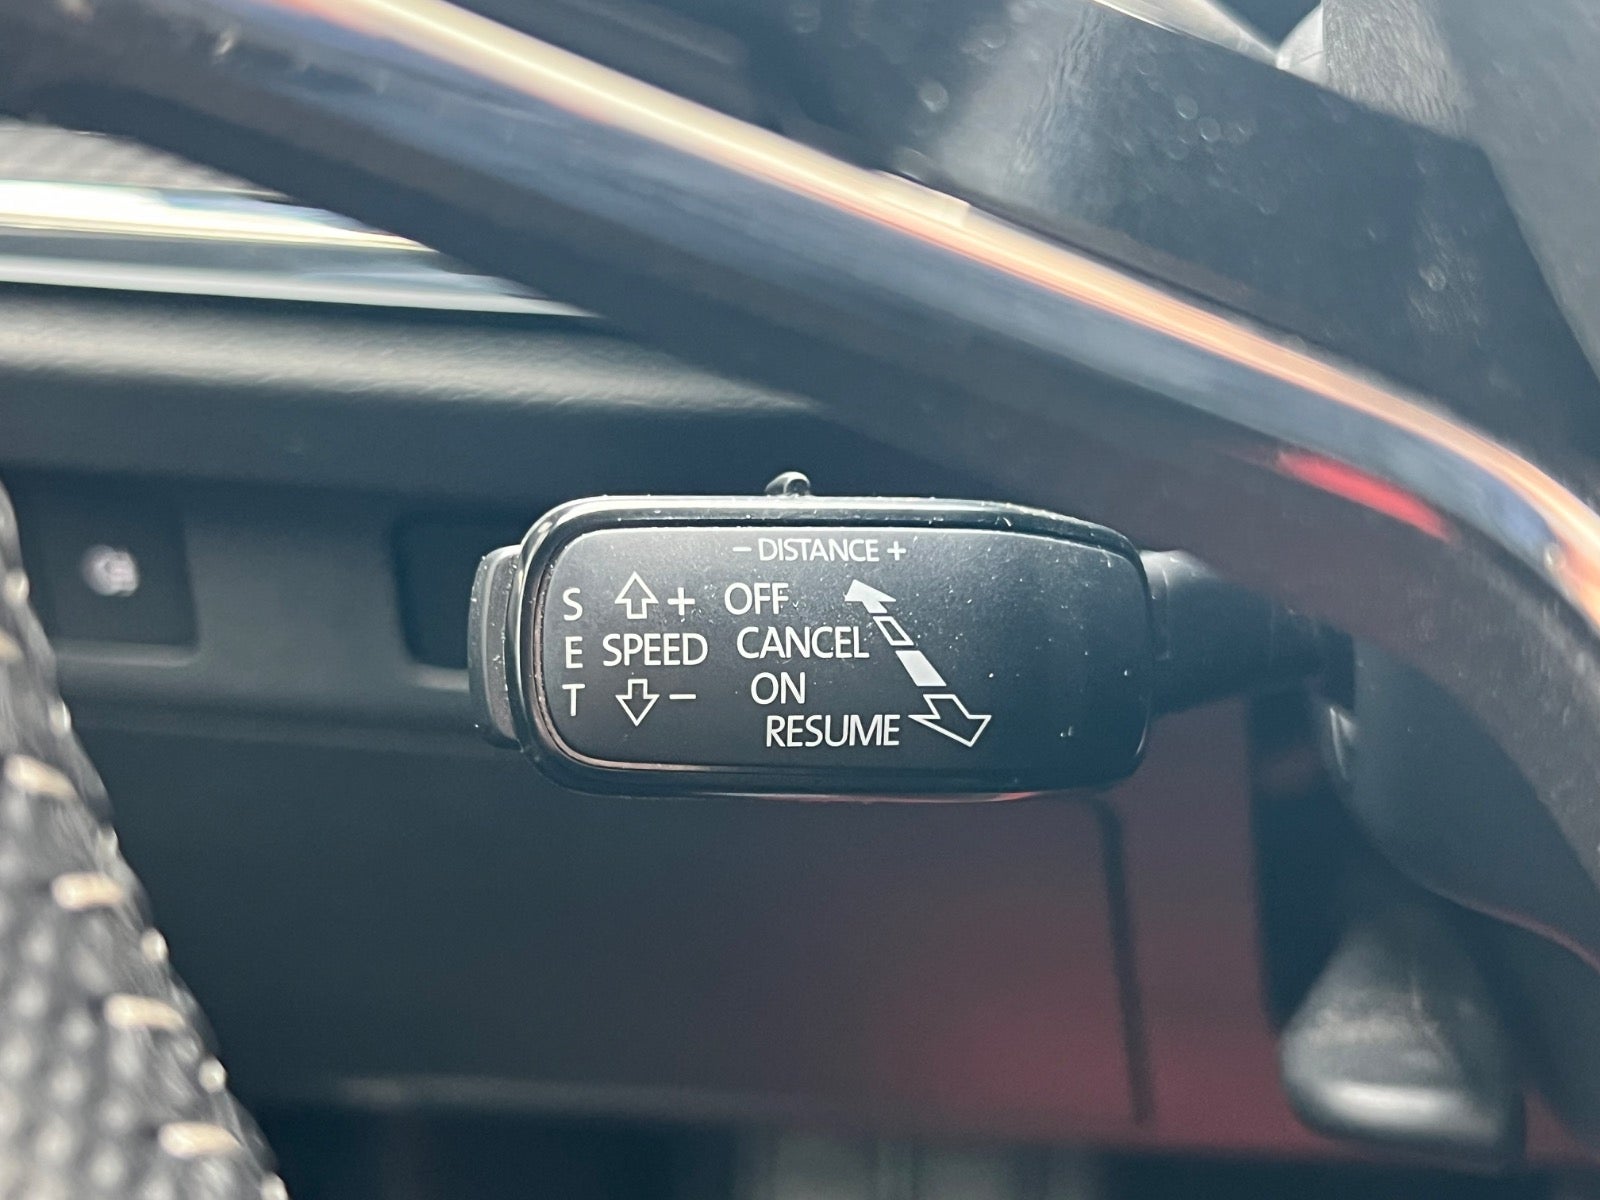 - DISTANCE +
S
E
T
+
SPEED
-
OFF
CANCEL
ON
RESUME